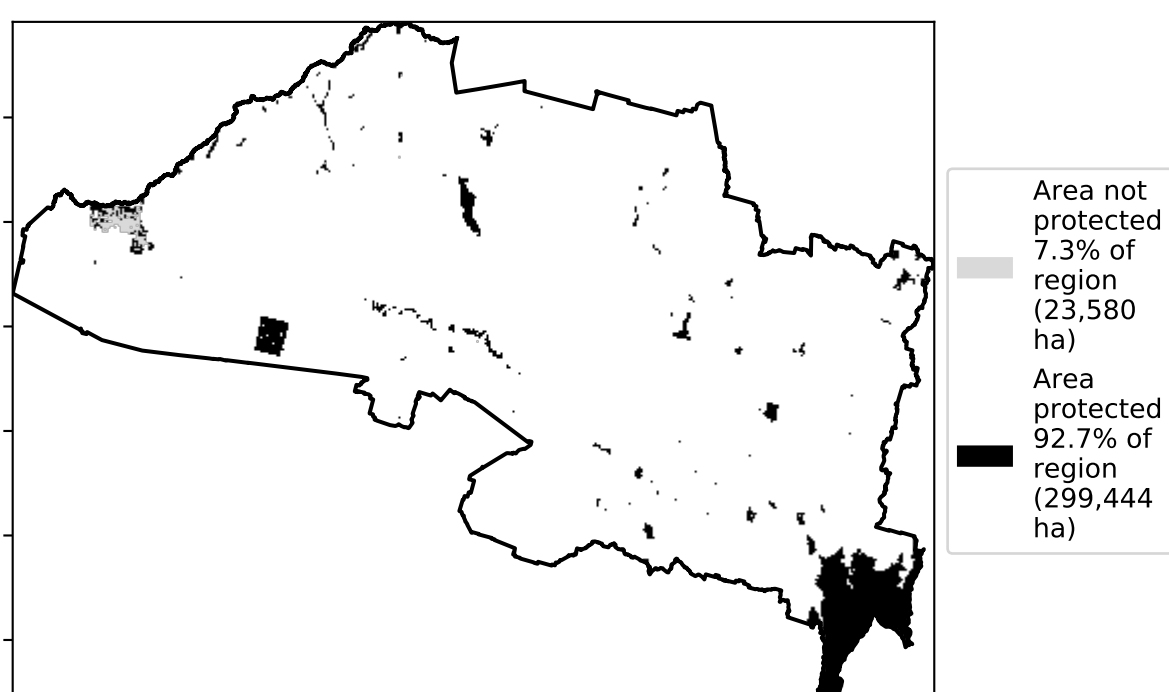 Area not
protected
7.3% of
region
(23,580
ha)
Area
protected
92.7% of
region
(299,444
ha)